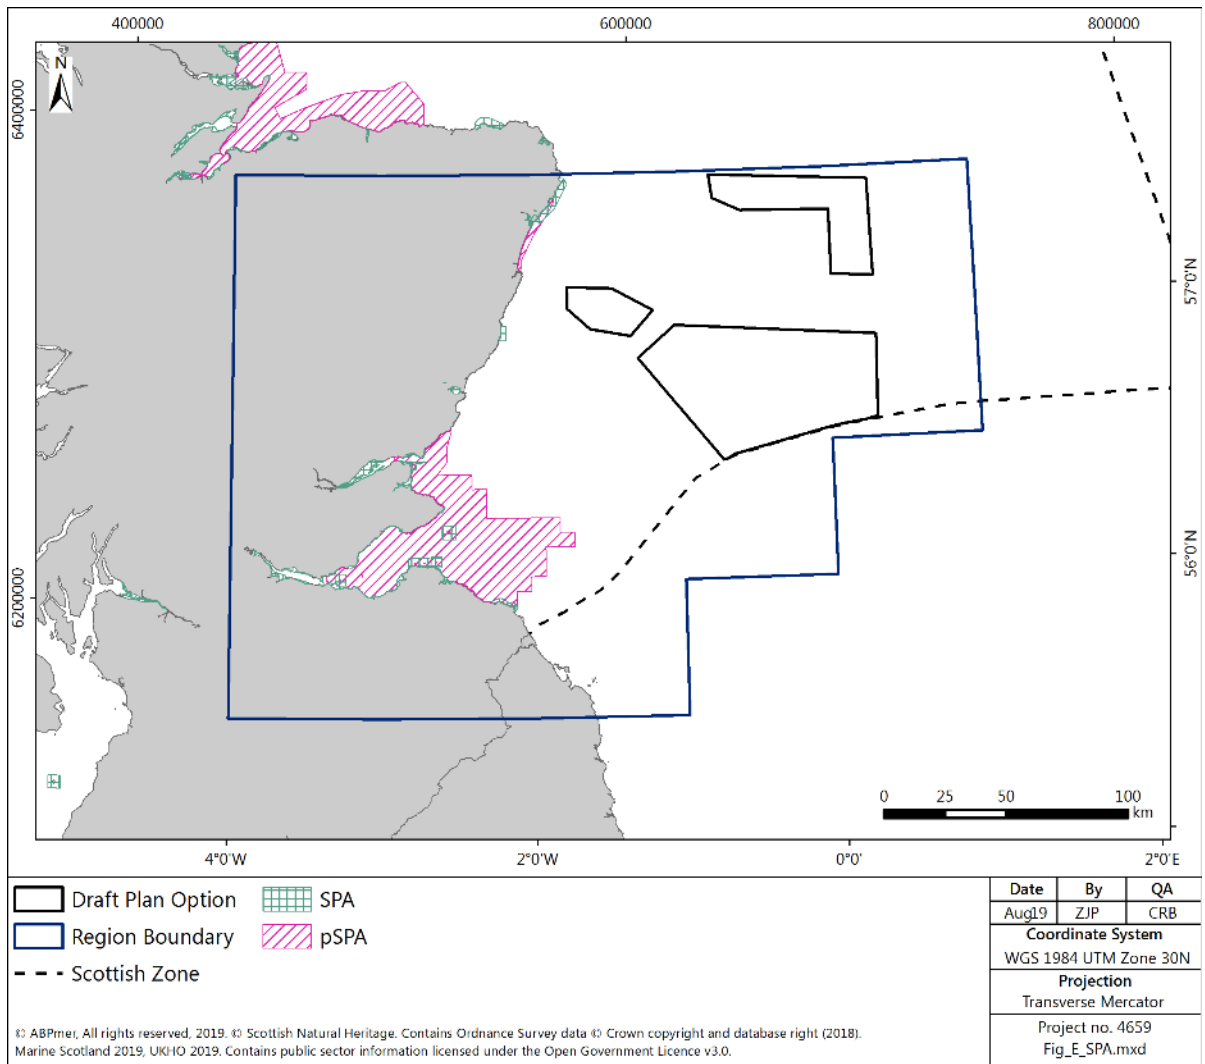 400000
600000
800000
N
6400000
6200000
57°0'N
56°0'N
0
25
50
100
km
4°0'W
2°0'W
0°0'
2°0'E
Draft Plan Option
SPA
Region Boundary
pSPA
Scottish Zone
Date
By
QA
Aug19
ZJP
CRB
Coordinate System
WGS 1984 UTM Zone 30N
Projection
Transverse Mercator
Project no. 4659
Fig_E_SPA.mxd
© ABPmer, All rights reserved, 2019. © Scottish Natural Heritage. Contains Ordnance Survey data © Crown copyright and database right (2018).
Marine Scotland 2019, UKHO 2019. Contains public sector information licensed under the Open Government Licence v3.0.